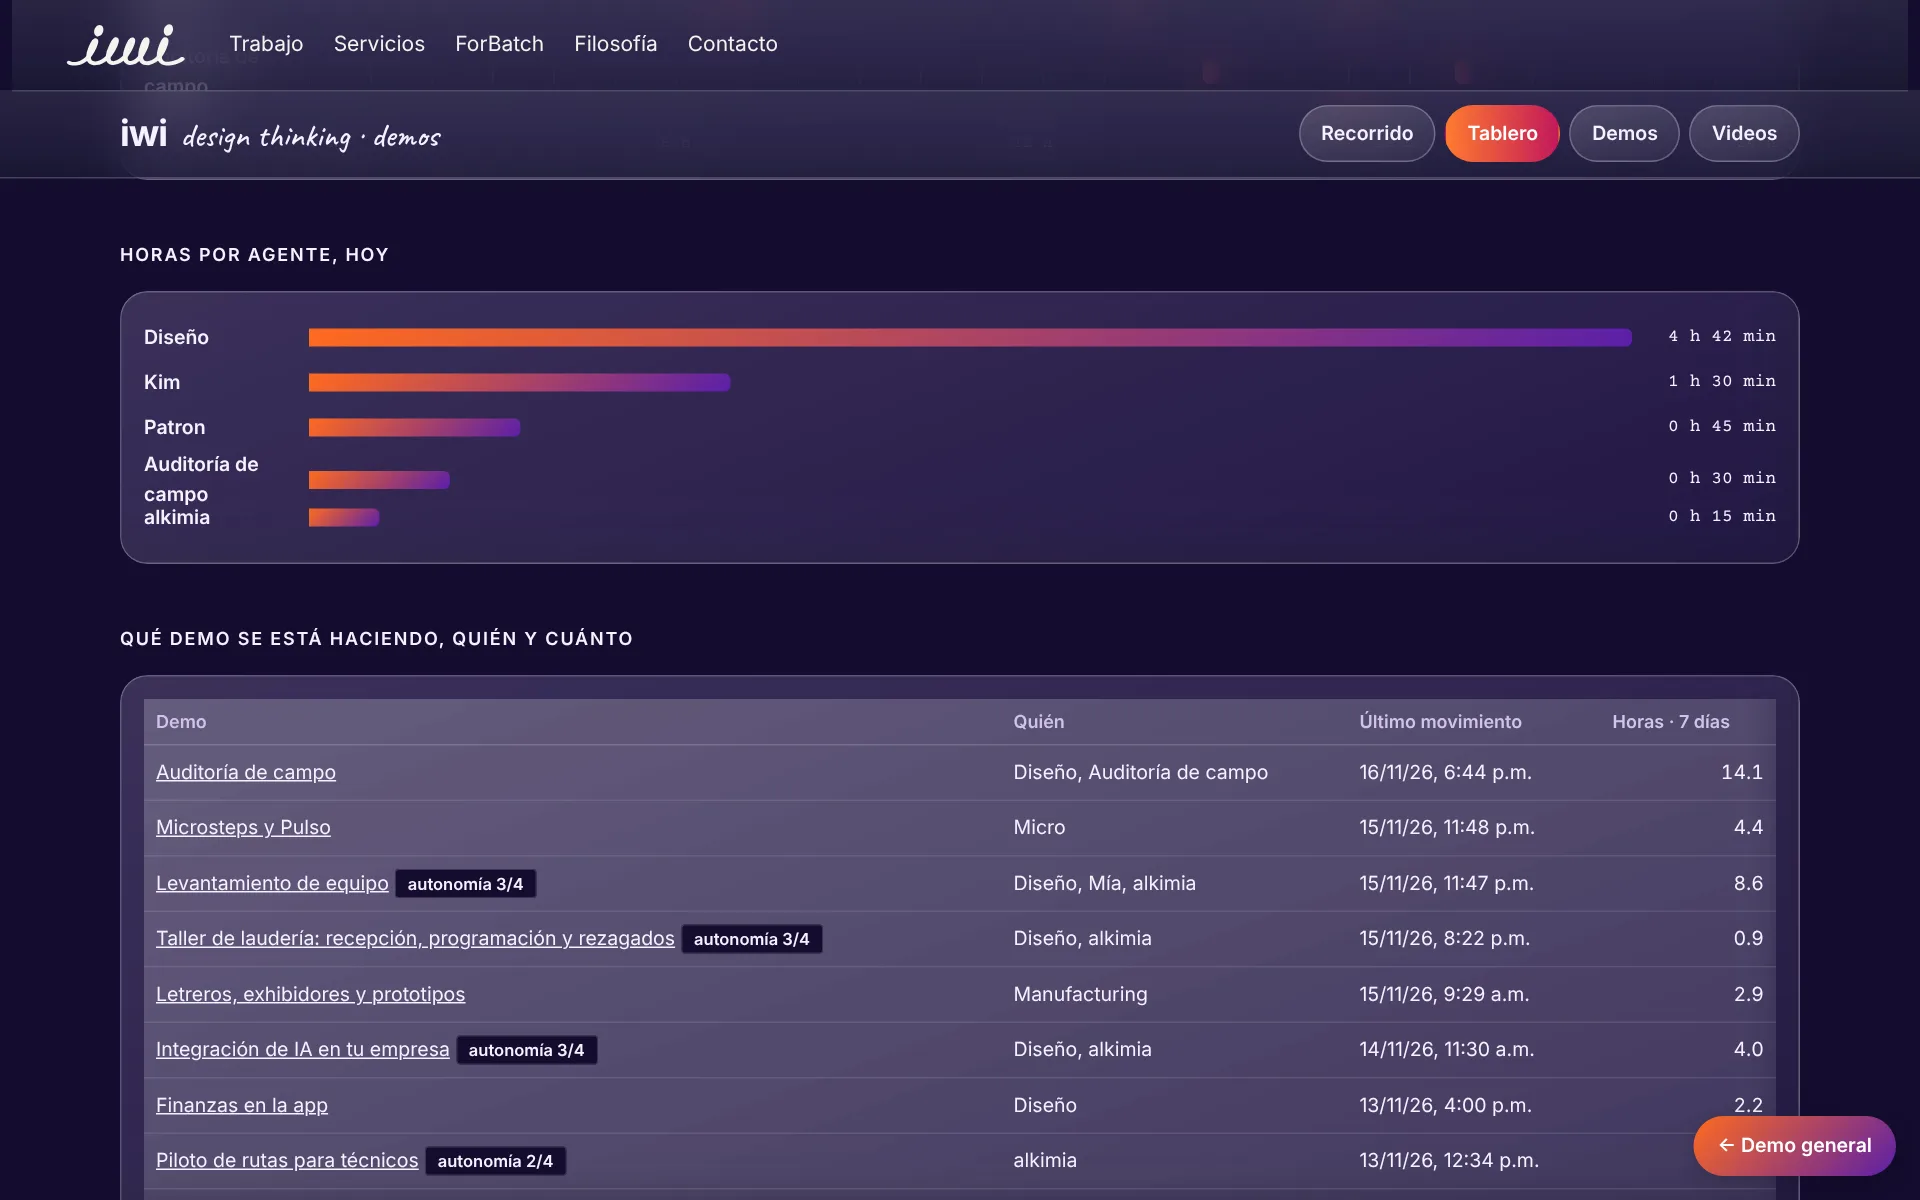 iwi Trabajo Servicios ForBatch Filosofía Contacto
campo
iwi design thinking · demos Recorrido Tablero Demos Videos
HORAS POR AGENTE, HOY
Diseño 4 h 42 min
Kim 1 h 30 min
Patron 0 h 45 min
Auditoría de
campo 0 h 30 min
alkimia 0 h 15 min
QUÉ DEMO SE ESTÁ HACIENDO, QUIÉN Y CUÁNTO
Demo Quién Último movimiento Horas · 7 días
Auditoría de campo Diseño, Auditoría de campo 16/11/26, 6:44 p.m. 14.1
Microsteps y Pulso Micro 15/11/26, 11:48 p.m. 4.4
Levantamiento de equipo autonomía 3/4 Diseño, Mía, alkimia 15/11/26, 11:47 p.m. 8.6
Taller de laudería: recepción, programación y rezagados autonomía 3/4 Diseño, alkimia 15/11/26, 8:22 p.m. 0.9
Letreros, exhibidores y prototipos Manufacturing 15/11/26, 9:29 a.m. 2.9
Integración de IA en tu empresa autonomía 3/4 Diseño, alkimia 14/11/26, 11:30 a.m. 4.0
Finanzas en la app Diseño 13/11/26, 4:00 p.m. 2.2
Piloto de rutas para técnicos autonomía 2/4 alkimia 13/11/26, 12:34 p.m.
← Demo general